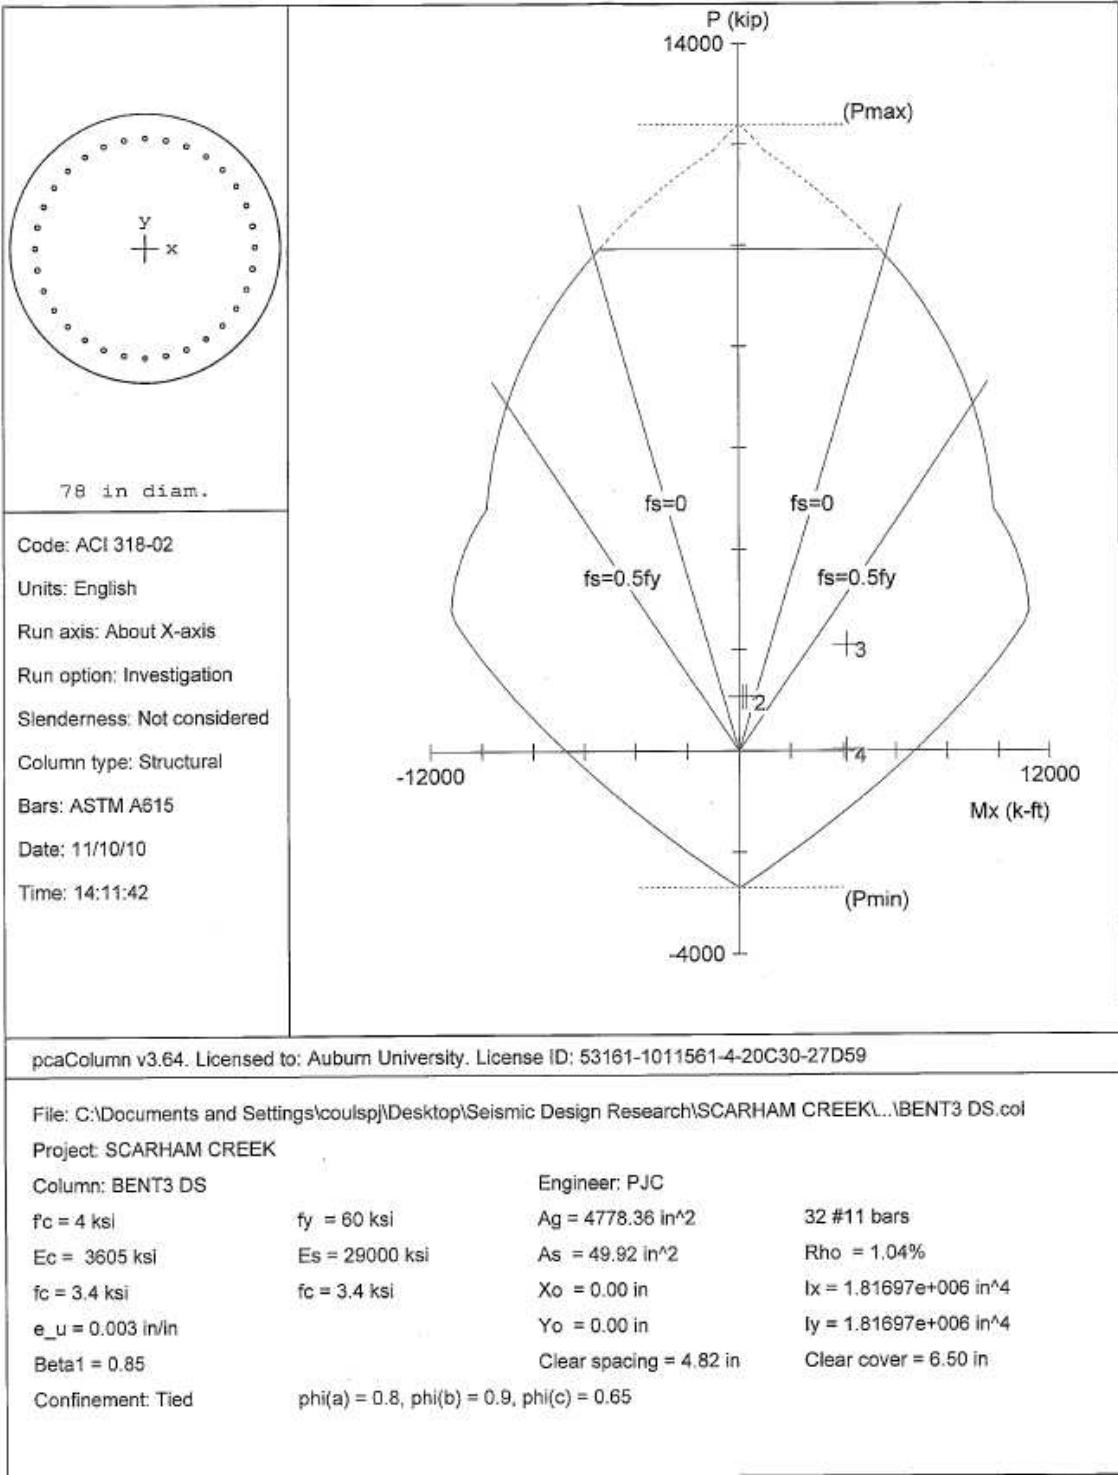 P (kip)
14000
(Pmax)
y
x
78 in diam.
fs=0
fs=0
fs=0.5fy
fs=0.5fy
3
2
4
-12000
12000
Mx (k-ft)
(Pmin)
-4000
Code: ACI 318-02
Units: English
Run axis: About X-axis
Run option: Investigation
Slenderness: Not considered
Column type: Structural
Bars: ASTM A615
Date: 11/10/10
Time: 14:11:42
pcaColumn v3.64. Licensed to: Auburn University. License ID: 53161-1011561-4-20C30-27D59
File: C:\Documents and Settings\coulspj\Desktop\Seismic Design Research\SCARHAM CREEK\...\BENT3 DS.col
Project: SCARHAM CREEK
Column: BENT3 DS Engineer: PJC
f'c = 4 ksi fy = 60 ksi Ag = 4778.36 in^2 32 #11 bars
Ec = 3605 ksi Es = 29000 ksi As = 49.92 in^2 Rho = 1.04%
fc = 3.4 ksi fc = 3.4 ksi Xo = 0.00 in Ix = 1.81697e+006 in^4
e_u = 0.003 in/in Yo = 0.00 in Iy = 1.81697e+006 in^4
Beta1 = 0.85 Clear spacing = 4.82 in Clear cover = 6.50 in
Confinement: Tied phi(a) = 0.8, phi(b) = 0.9, phi(c) = 0.65